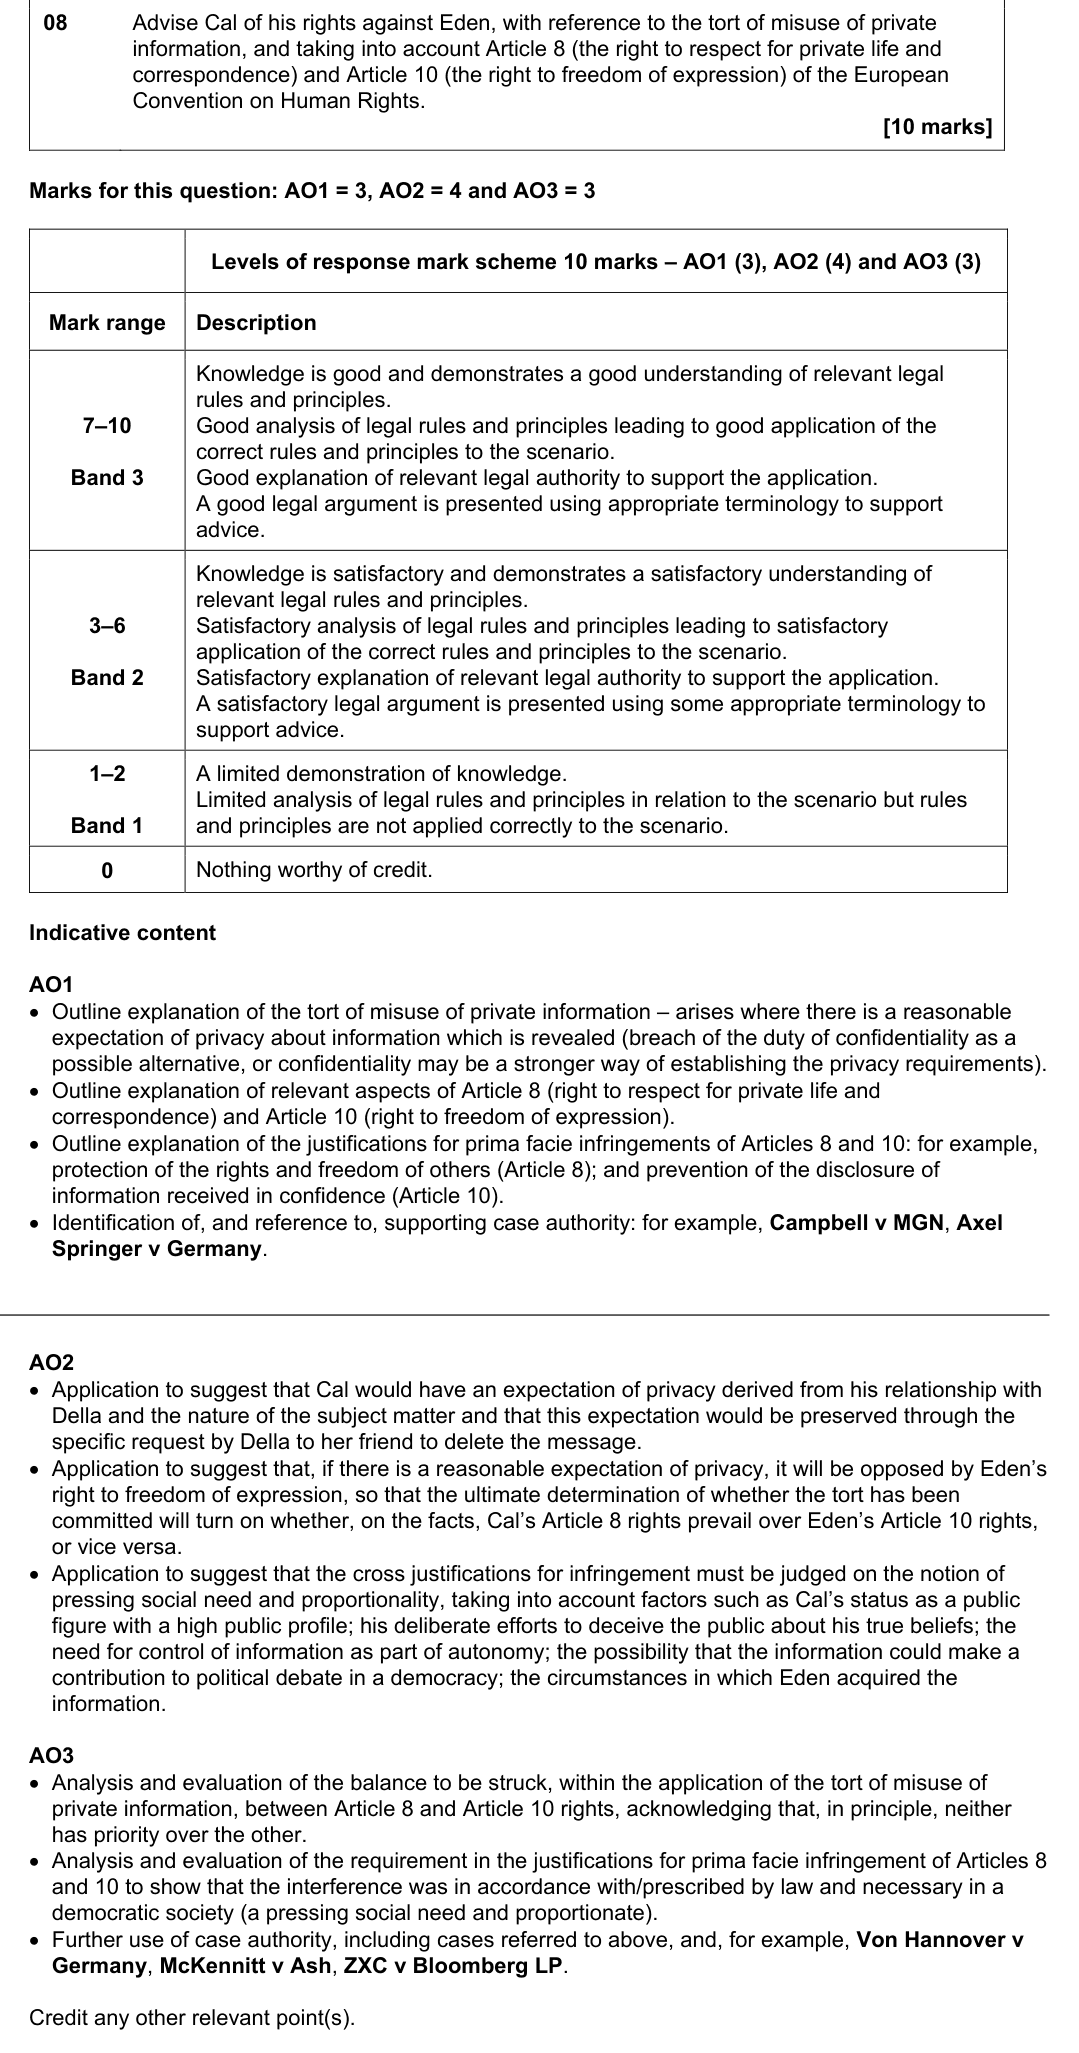 08
Advise Cal of his rights against Eden, with reference to the tort of misuse of private
information, and taking into account Article 8 (the right to respect for private life and
correspondence) and Article 10 (the right to freedom of expression) of the European
Convention on Human Rights.
[10 marks]
Marks for this question: AO1 = 3, AO2 = 4 and AO3 = 3
Levels of response mark scheme 10 marks – AO1 (3), AO2 (4) and AO3 (3)
Mark range
Description
7–10
Band 3
Knowledge is good and demonstrates a good understanding of relevant legal
rules and principles.
Good analysis of legal rules and principles leading to good application of the
correct rules and principles to the scenario.
Good explanation of relevant legal authority to support the application.
A good legal argument is presented using appropriate terminology to support
advice.
3–6
Band 2
Knowledge is satisfactory and demonstrates a satisfactory understanding of
relevant legal rules and principles.
Satisfactory analysis of legal rules and principles leading to satisfactory
application of the correct rules and principles to the scenario.
Satisfactory explanation of relevant legal authority to support the application.
A satisfactory legal argument is presented using some appropriate terminology to
support advice.
1–2
Band 1
A limited demonstration of knowledge.
Limited analysis of legal rules and principles in relation to the scenario but rules
and principles are not applied correctly to the scenario.
0
Nothing worthy of credit.
Indicative content
AO1
• Outline explanation of the tort of misuse of private information – arises where there is a reasonable
expectation of privacy about information which is revealed (breach of the duty of confidentiality as a
possible alternative, or confidentiality may be a stronger way of establishing the privacy requirements).
• Outline explanation of relevant aspects of Article 8 (right to respect for private life and
correspondence) and Article 10 (right to freedom of expression).
• Outline explanation of the justifications for prima facie infringements of Articles 8 and 10: for example,
protection of the rights and freedom of others (Article 8); and prevention of the disclosure of
information received in confidence (Article 10).
• Identification of, and reference to, supporting case authority: for example, Campbell v MGN, Axel
Springer v Germany.
AO2
• Application to suggest that Cal would have an expectation of privacy derived from his relationship with
Della and the nature of the subject matter and that this expectation would be preserved through the
specific request by Della to her friend to delete the message.
• Application to suggest that, if there is a reasonable expectation of privacy, it will be opposed by Eden's
right to freedom of expression, so that the ultimate determination of whether the tort has been
committed will turn on whether, on the facts, Cal's Article 8 rights prevail over Eden's Article 10 rights,
or vice versa.
• Application to suggest that the cross justifications for infringement must be judged on the notion of
pressing social need and proportionality, taking into account factors such as Cal's status as a public
figure with a high public profile; his deliberate efforts to deceive the public about his true beliefs; the
need for control of information as part of autonomy; the possibility that the information could make a
contribution to political debate in a democracy; the circumstances in which Eden acquired the
information.
AO3
• Analysis and evaluation of the balance to be struck, within the application of the tort of misuse of
private information, between Article 8 and Article 10 rights, acknowledging that, in principle, neither
has priority over the other.
• Analysis and evaluation of the requirement in the justifications for prima facie infringement of Articles 8
and 10 to show that the interference was in accordance with/prescribed by law and necessary in a
democratic society (a pressing social need and proportionate).
• Further use of case authority, including cases referred to above, and, for example, Von Hannover v
Germany, McKennitt v Ash, ZXC v Bloomberg LP.
Credit any other relevant point(s).